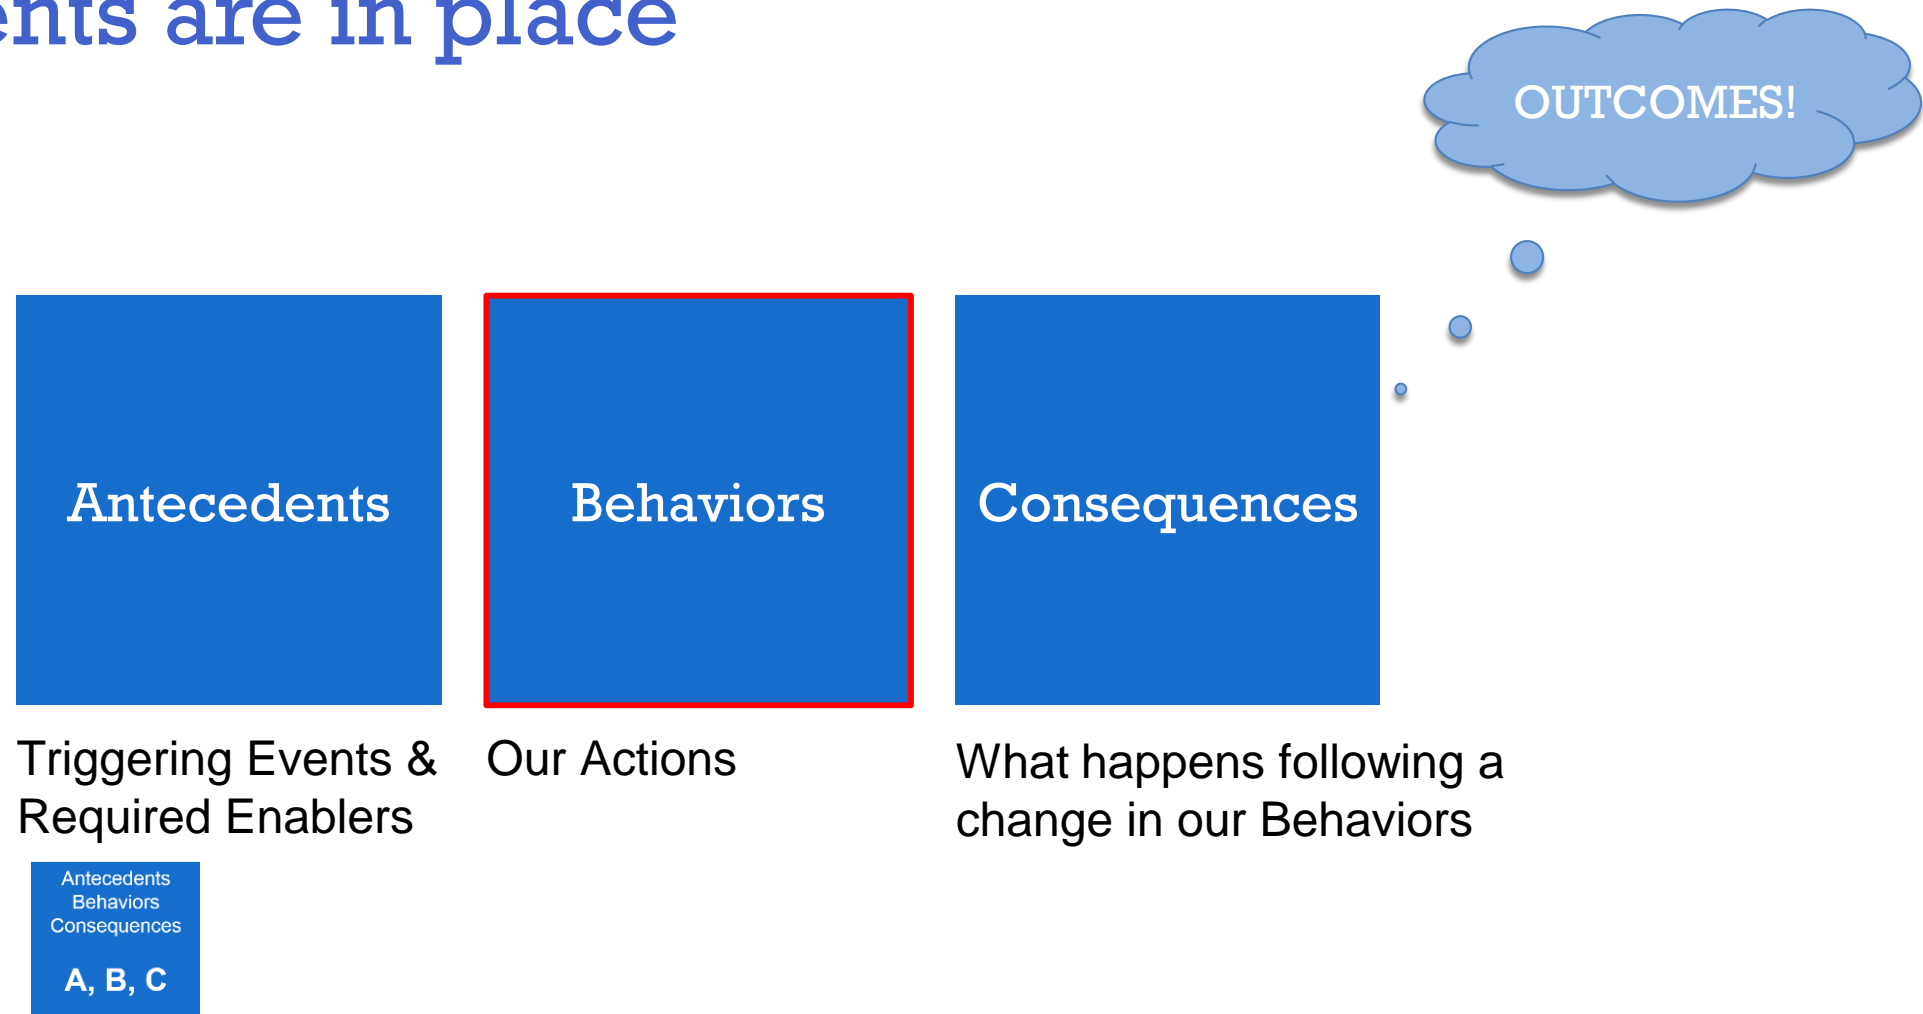 are in place
OUTCOMES!
Antecedents
Behaviors
Consequences
Triggering Events &
Required Enablers
Our Actions
What happens following a
change in our Behaviors
Antecedents
Behaviors
Consequences
A, B, C